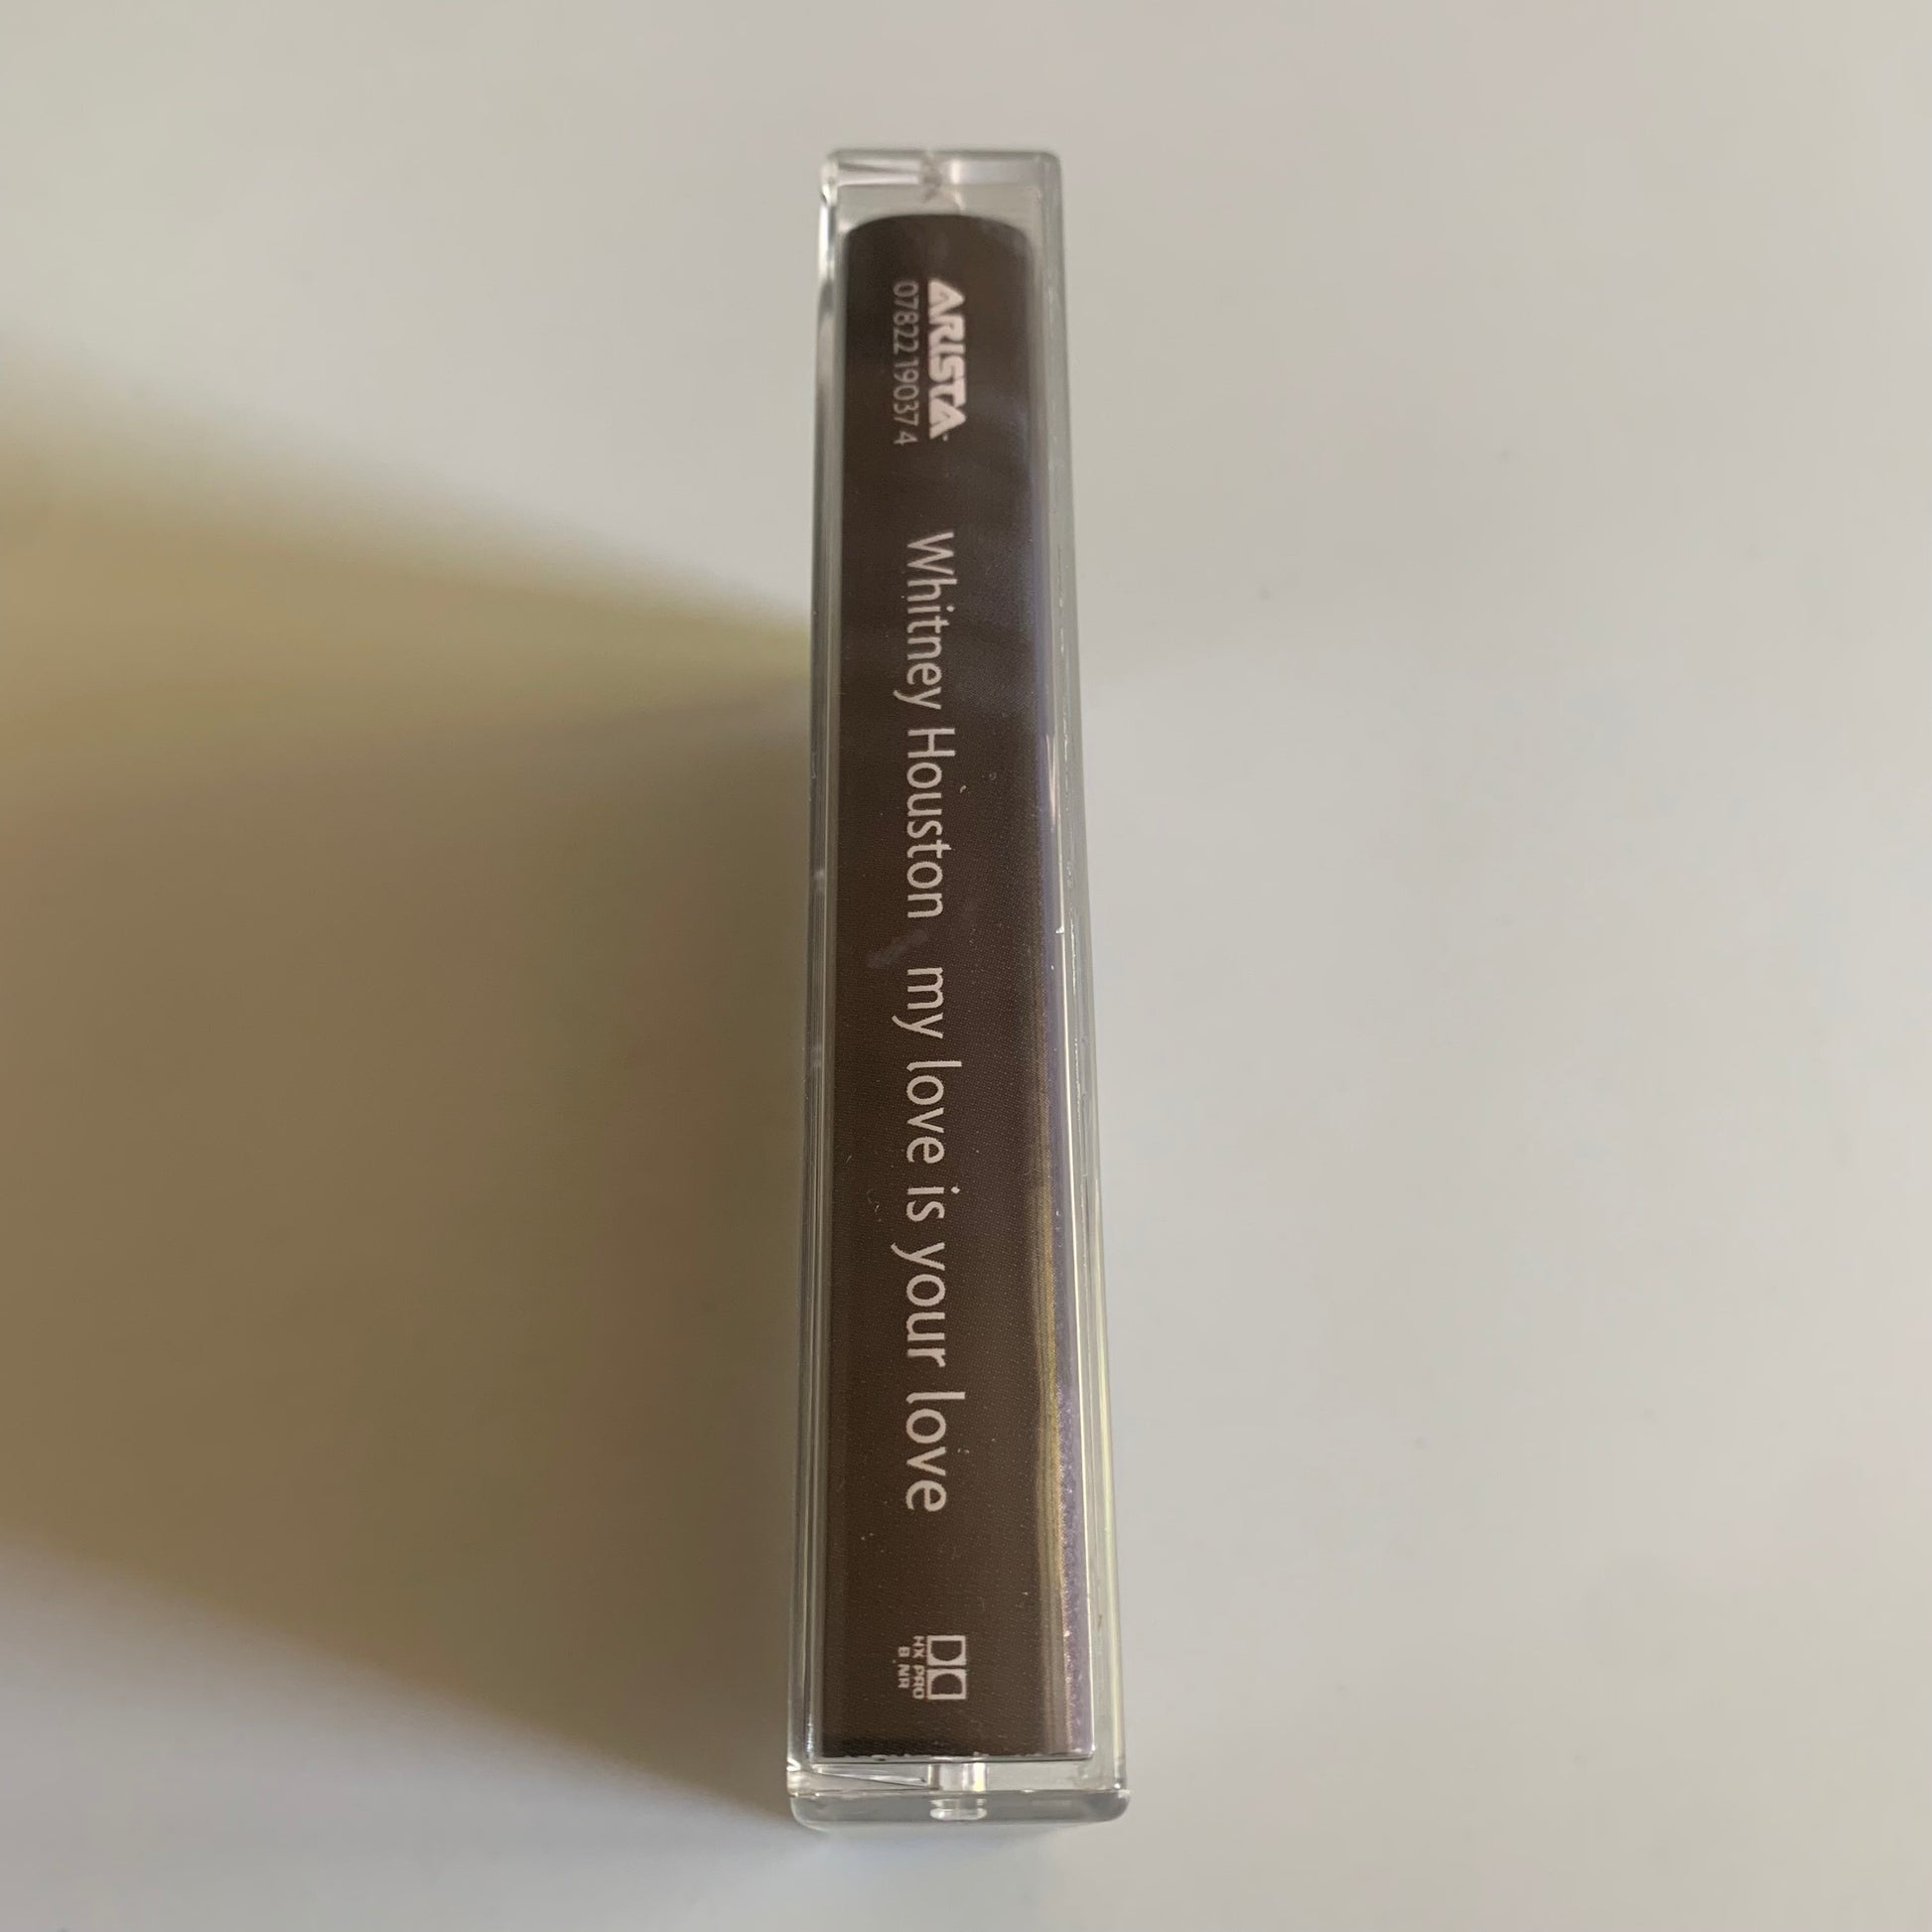 ARISTA
07822 19037 4
Whitney Houston my love is your love
HX PRO
B NR